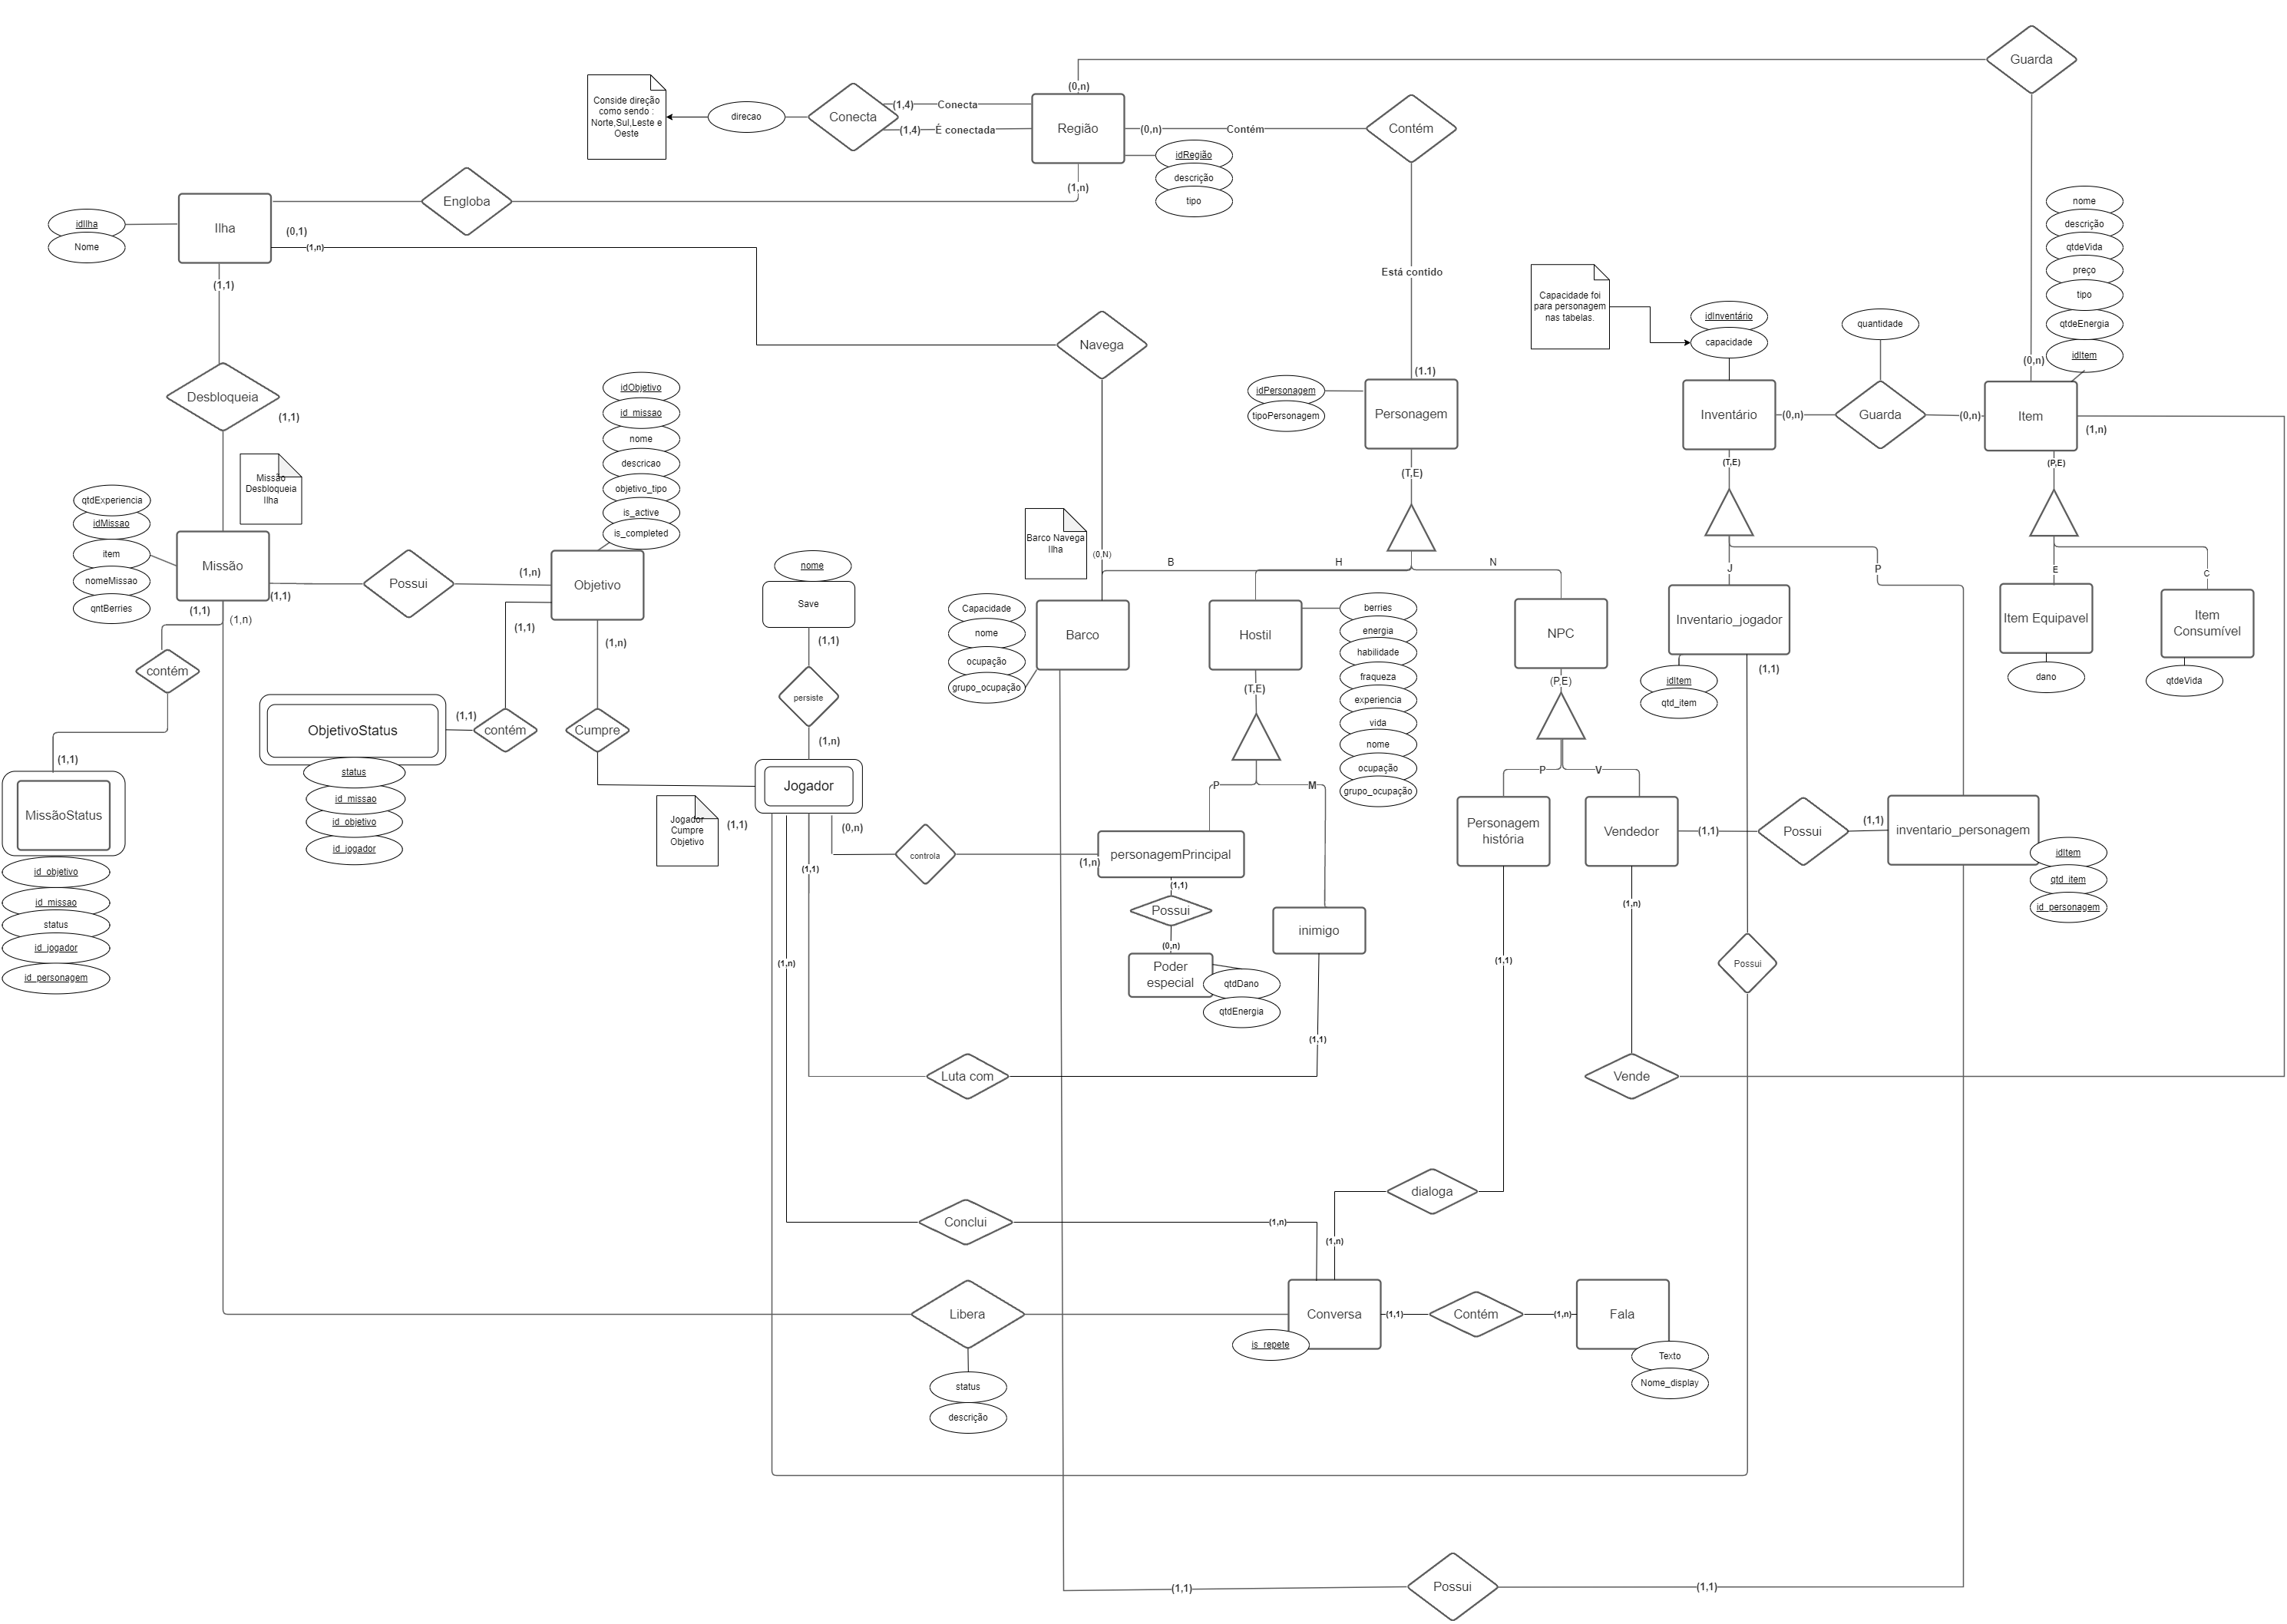 Guarda
(0,n)
Conside direção
como sendo :
Norte,Sul,Leste e
Oeste
direcao
Conecta
(1,4)
Conecta
(1,4)
É conectada
Região
(0,n)
Contém
Contém
idRegião
descrição
tipo
(1,n)
Engloba
Ilha
idIlha
Nome
(0,1)
(1,n)
(1,1)
nome
descrição
qtdeVida
preço
tipo
qtdeEnergia
idItem
(0,n)
Está contido
(1.1)
Capacidade foi
para personagem
nas tabelas.
idInventário
capacidade
quantidade
Navega
Desbloqueia
(1,1)
idObjetivo
id_missao
nome
descricao
objetivo_tipo
is_active
is_completed
idPersonagem
tipoPersonagem
Personagem
(T,E)
Inventário
(0,n)
Guarda
(0,n)
Item
(1,n)
(T,E)
(P,E)
Missão
Desbloqueia
Ilha
qtdExperiencia
idMissao
item
nomeMissao
qntBerries
Missão
(1,1)
Possui
(1,n)
Objetivo
(1,1)
(1,n)
(1,1)
(1,n)
nome
Save
(1,1)
Barco Navega
Ilha
(0,N)
B
H
N
J
P
E
C
Capacidade
nome
ocupação
grupo_ocupação
Barco
Hostil
berries
energia
habilidade
fraqueza
experiencia
vida
nome
ocupação
grupo_ocupação
NPC
Inventario_jogador
Item Equipavel
Item
Consumível
dano
qtdeVida
idItem
qtd_item
(1,1)
(T,E)
(P,E)
contém
persiste
ObjetivoStatus
(1,1)
contém
Cumpre
(1,n)
status
id_missao
id_objetivo
id_jogador
(1,1)
MissãoStatus
id_objetivo
id_missao
status
id_jogador
id_personagem
Jogador
Jogador
Cumpre
Objetivo
(1,1)
(0,n)
controla
(1,n)
P
M
P
V
personagemPrincipal
(1,1)
Possui
(0,n)
Poder
especial
qtdDano
qtdEnergia
inimigo
Personagem
história
Vendedor
(1,1)
Possui
(1,1)
inventario_personagem
idItem
qtd_item
id_personagem
(1,1)
(1,n)
(1,n)
(1,1)
Possui
(1,1)
Luta com
Vende
dialoga
Conclui
(1,n)
(1,n)
Libera
Conversa
(1,1)
Contém
(1,n)
Fala
is_repete
Texto
Nome_display
status
descrição
(1,1)
Possui
(1,1)